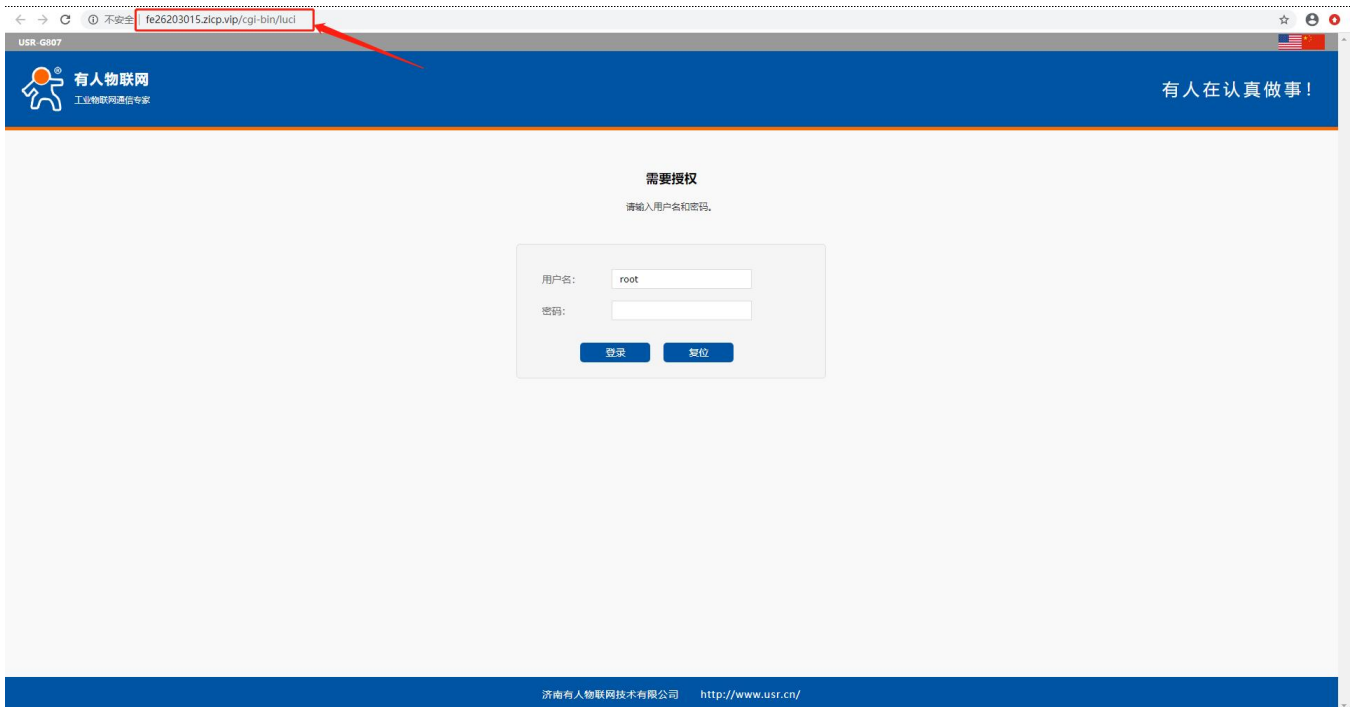 不安全 fe26203015.zicp.vip/cgi-bin/luci
USR-G807
有人物联网
工业物联网通信专家
有人在认真做事!
需要授权
请输入用户名和密码。
用户名: root
密码:
登录 复位
济南有人物联网技术有限公司 http://www.usr.cn/